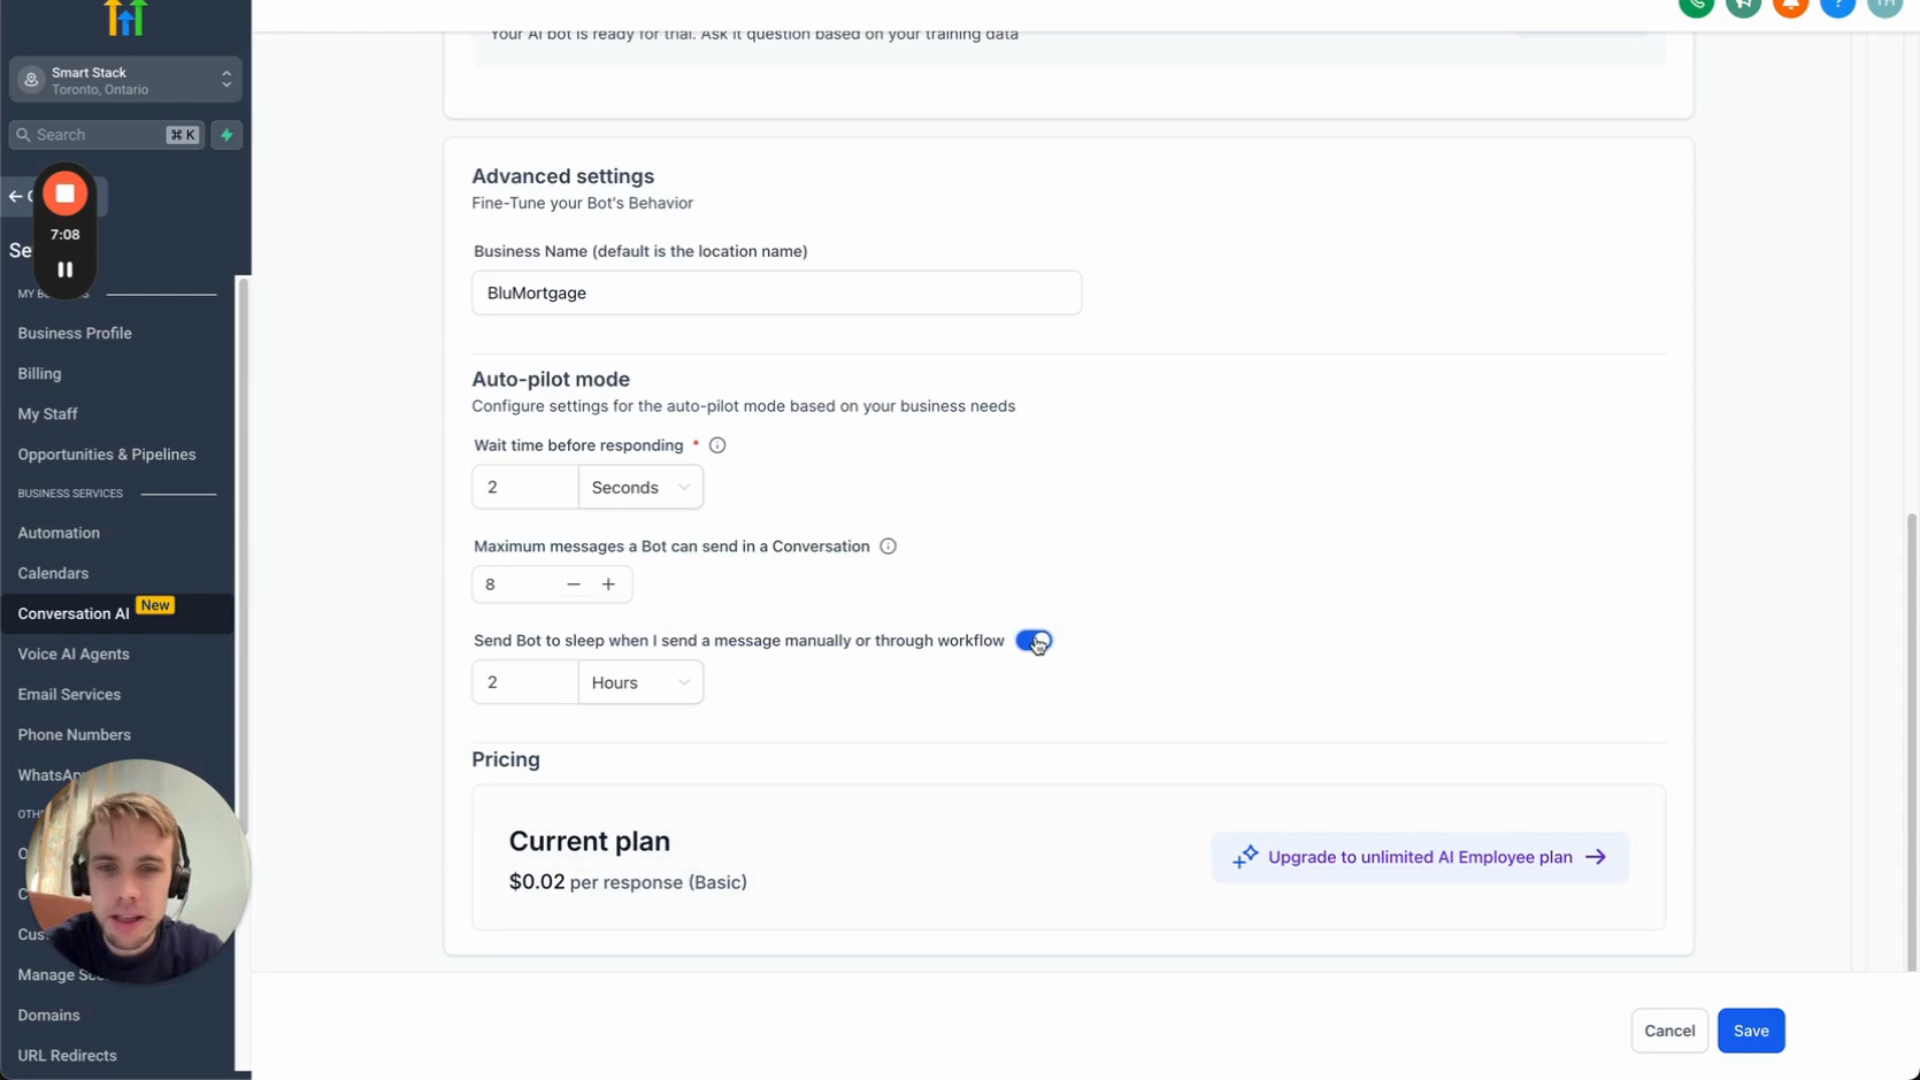 Your AI bot is ready for trial. Ask it question based on your training data
Smart Stack
Toronto, Ontario
Search
⌘ K
7:08
MY
Business Profile
Billing
My Staff
Opportunities & Pipelines
BUSINESS SERVICES
Automation
Calendars
Conversation AI
New
Voice AI Agents
Email Services
Phone Numbers
Domains
URL Redirects
Advanced settings
Fine-Tune your Bot's Behavior
Business Name (default is the location name)
BluMortgage
Auto-pilot mode
Configure settings for the auto-pilot mode based on your business needs
Wait time before responding *
2
Seconds
Maximum messages a Bot can send in a Conversation
8
Send Bot to sleep when I send a message manually or through workflow
2
Hours
Pricing
Current plan
$0.02 per response (Basic)
Upgrade to unlimited AI Employee plan
Cancel
Save